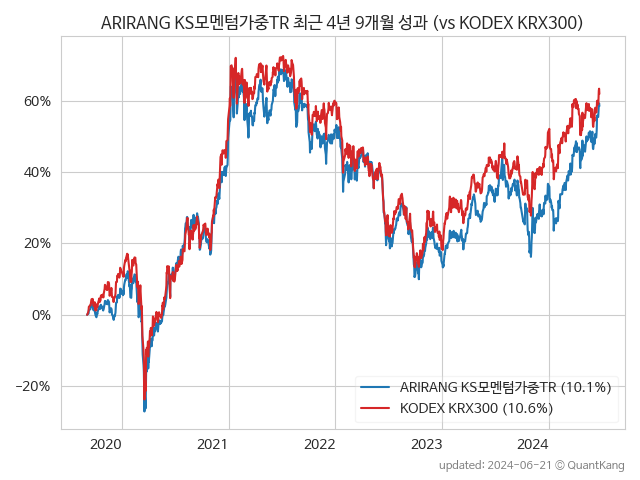 ARIRANG KS모멘텀가중TR 최근 4년 9개월 성과 (vs KODEX KRX300)
60%
40%
20%
0%
−20%
ARIRANG KS모멘텀가중TR (10.1%)
KODEX KRX300 (10.6%)
2020 2021 2022 2023 2024
updated: 2024-06-21 © QuantKang